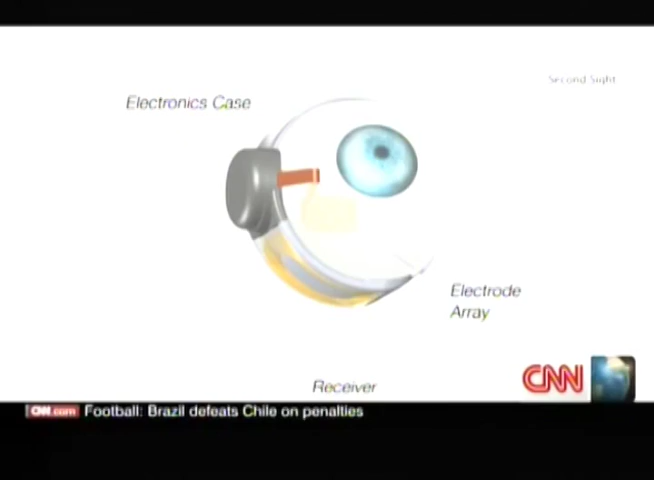 Second Sight
Electronics Case
Electrode
Array
Receiver
CNN
CNN.com Football: Brazil defeats Chile on penalties